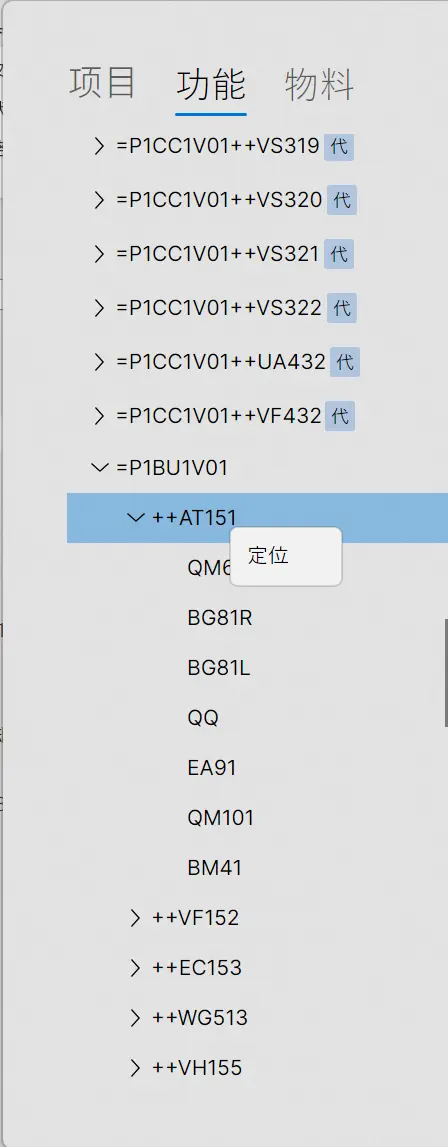 项目 功能 物料
=P1CC1V01++VS319 代
=P1CC1V01++VS320 代
=P1CC1V01++VS321 代
=P1CC1V01++VS322 代
=P1CC1V01++UA432 代
=P1CC1V01++VF432 代
=P1BU1V01
++AT151
定位
BG81R
BG81L
QQ
EA91
QM101
BM41
++VF152
++EC153
++WG513
++VH155